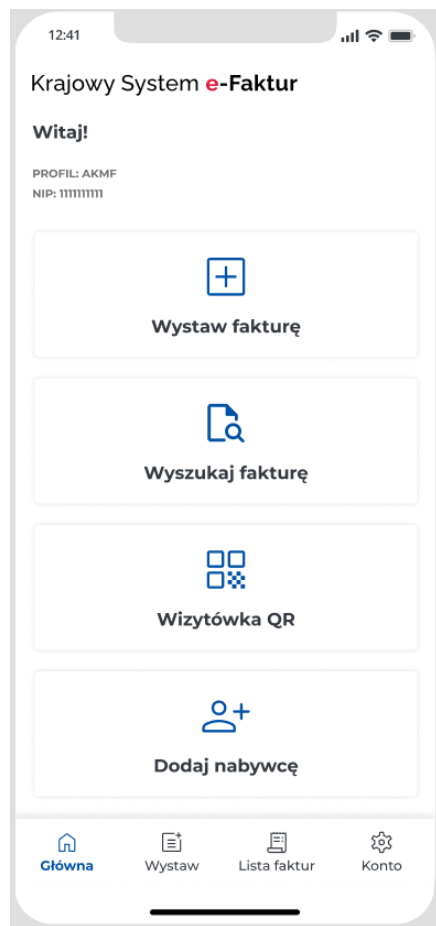 12:41
Krajowy System e-Faktur
Witaj!
PROFIL: AKMF
NIP: 1111111111
Wystaw fakturę
Wyszukaj fakturę
Wizytówka QR
Dodaj nabywcę
Główna Wystaw Lista faktur Konto